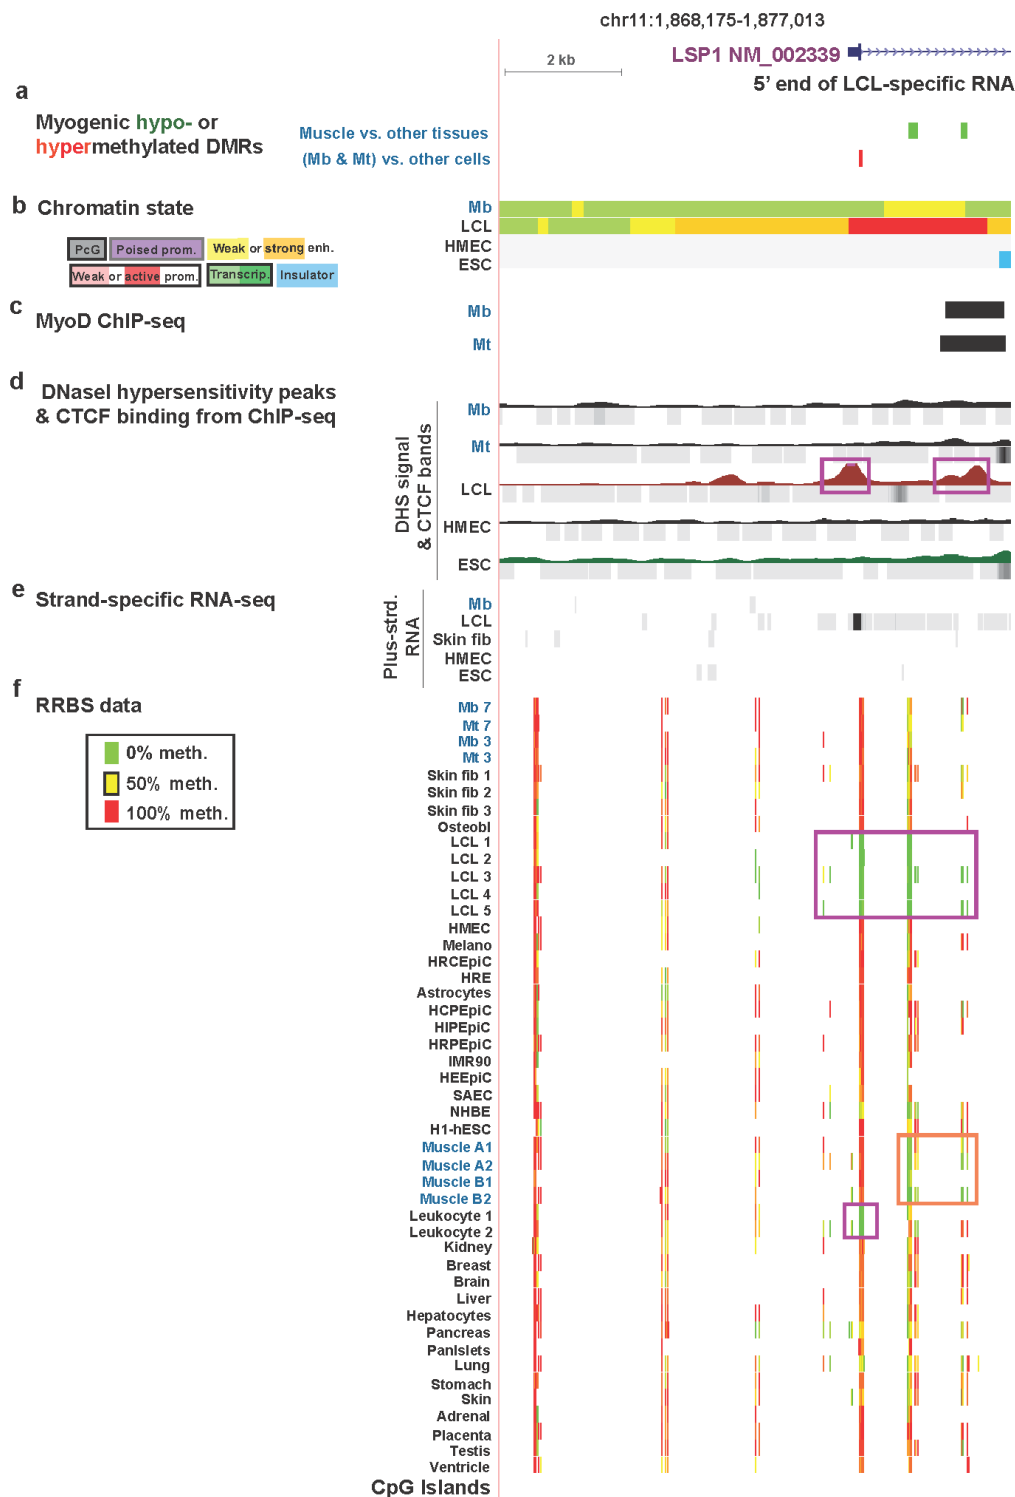 chr11:1,868,175-1,877,013
LSP1 NM_002339
2 kb
5' end of LCL-specific RNA
a
Myogenic hypo- or
hypermethylated DMRs
Muscle vs. other tissues
(Mb & Mt) vs. other cells
b Chromatin state
Mb
LCL
HMEC
ESC
PcG Poised prom. Weak or strong enh.
Weak or active prom. Transcrip. Insulator
c
MyoD ChIP-seq
Mb
Mt
d
DNaseI hypersensitivity peaks
& CTCF binding from ChIP-seq
DHS signal
& CTCF bands
Mb
Mt
LCL
HMEC
ESC
e
Strand-specific RNA-seq
Plus-strd.
RNA
Mb
LCL
Skin fib
HMEC
ESC
f
RRBS data
0% meth.
50% meth.
100% meth.
Mb 7
Mt 7
Mb 3
Mt 3
Skin fib 1
Skin fib 2
Skin fib 3
Osteobl
LCL 1
LCL 2
LCL 3
LCL 4
LCL 5
HMEC
Melano
HRCEpiC
HRE
Astrocytes
HCPEpiC
HIPEpiC
HRPEpiC
IMR90
HEEpiC
SAEC
NHBE
H1-hESC
Muscle A1
Muscle A2
Muscle B1
Muscle B2
Leukocyte 1
Leukocyte 2
Kidney
Breast
Brain
Liver
Hepatocytes
Pancreas
PanIslets
Lung
Stomach
Skin
Adrenal
Placenta
Testis
Ventricle
CpG Islands